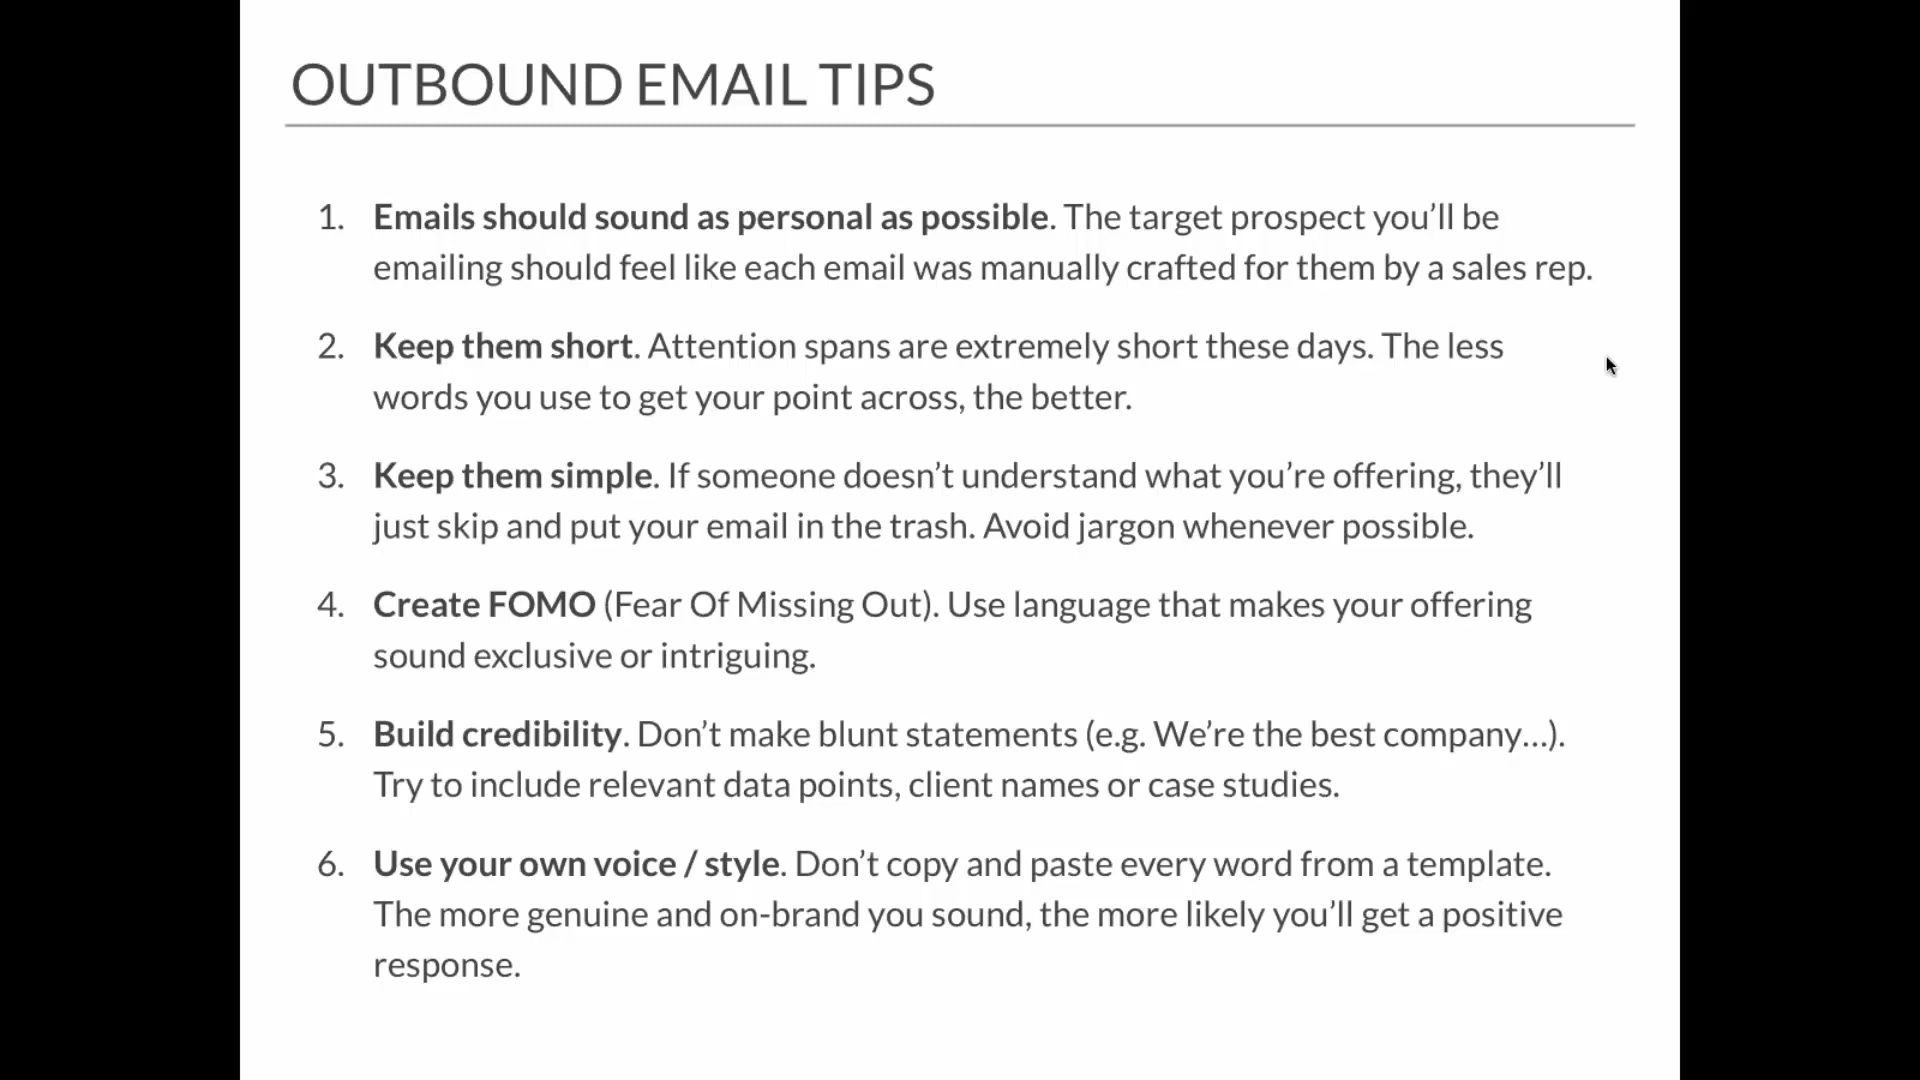 OUTBOUND EMAIL TIPS
1. Emails should sound as personal as possible. The target prospect you’ll be
emailing should feel like each email was manually crafted for them by a sales rep.
2. Keep them short. Attention spans are extremely short these days. The less
words you use to get your point across, the better.
3. Keep them simple. If someone doesn’t understand what you’re offering, they’ll
just skip and put your email in the trash. Avoid jargon whenever possible.
4. Create FOMO (Fear Of Missing Out). Use language that makes your offering
sound exclusive or intriguing.
5. Build credibility. Don’t make blunt statements (e.g. We’re the best company...).
Try to include relevant data points, client names or case studies.
6. Use your own voice / style. Don’t copy and paste every word from a template.
The more genuine and on-brand you sound, the more likely you’ll get a positive
response.